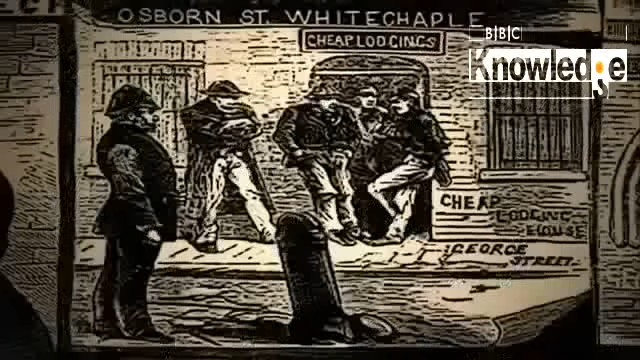 OSBORN ST. WHITECHAPLE
CHEAP LODGINGS
BBC
Knowledge
CHEAP
LODGING
HOUSE
GEORGE
STREET